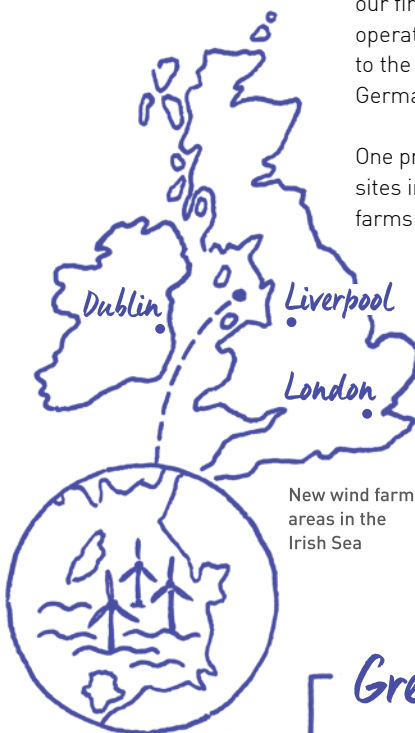 our fir
operat
to the
Germa
One pr
sites i
farms
Dublin
Liverpool
London
New wind farm
areas in the
Irish Sea
Gre